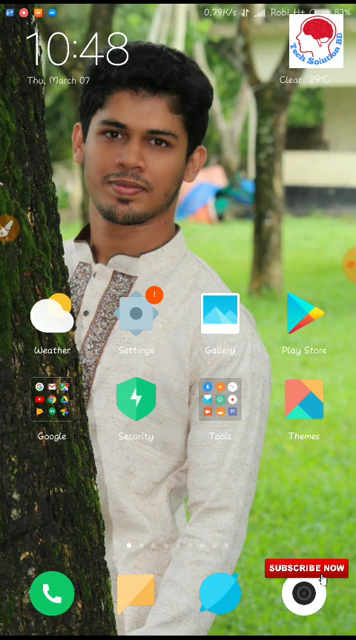 0.79K/s Robi H+ 83%
10:48
Thu, March 07
Clear 29°C
Tech Solution BD
Weather
Settings
Gallery
Play Store
Google
Security
Tools
Themes
SUBSCRIBE NOW